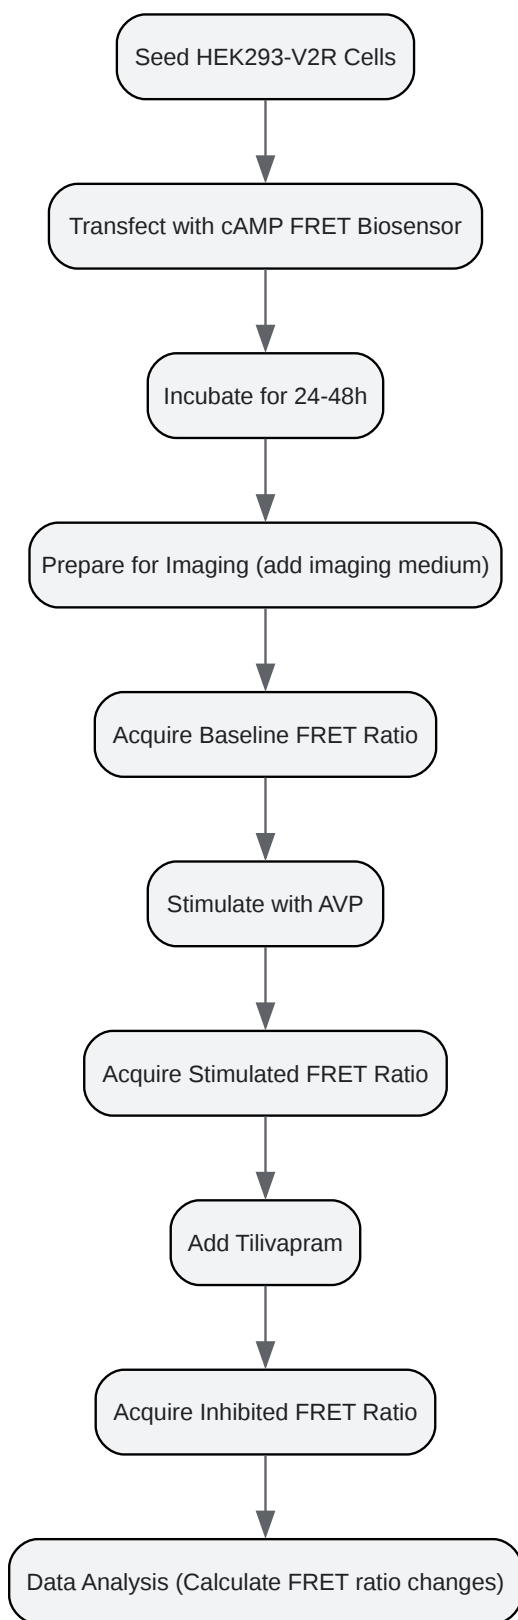 Seed HEK293-V2R Cells
Transfect with cAMP FRET Biosensor
Incubate for 24-48h
Prepare for Imaging (add imaging medium)
Acquire Baseline FRET Ratio
Stimulate with AVP
Acquire Stimulated FRET Ratio
Add Tilivapram
Acquire Inhibited FRET Ratio
Data Analysis (Calculate FRET ratio changes)